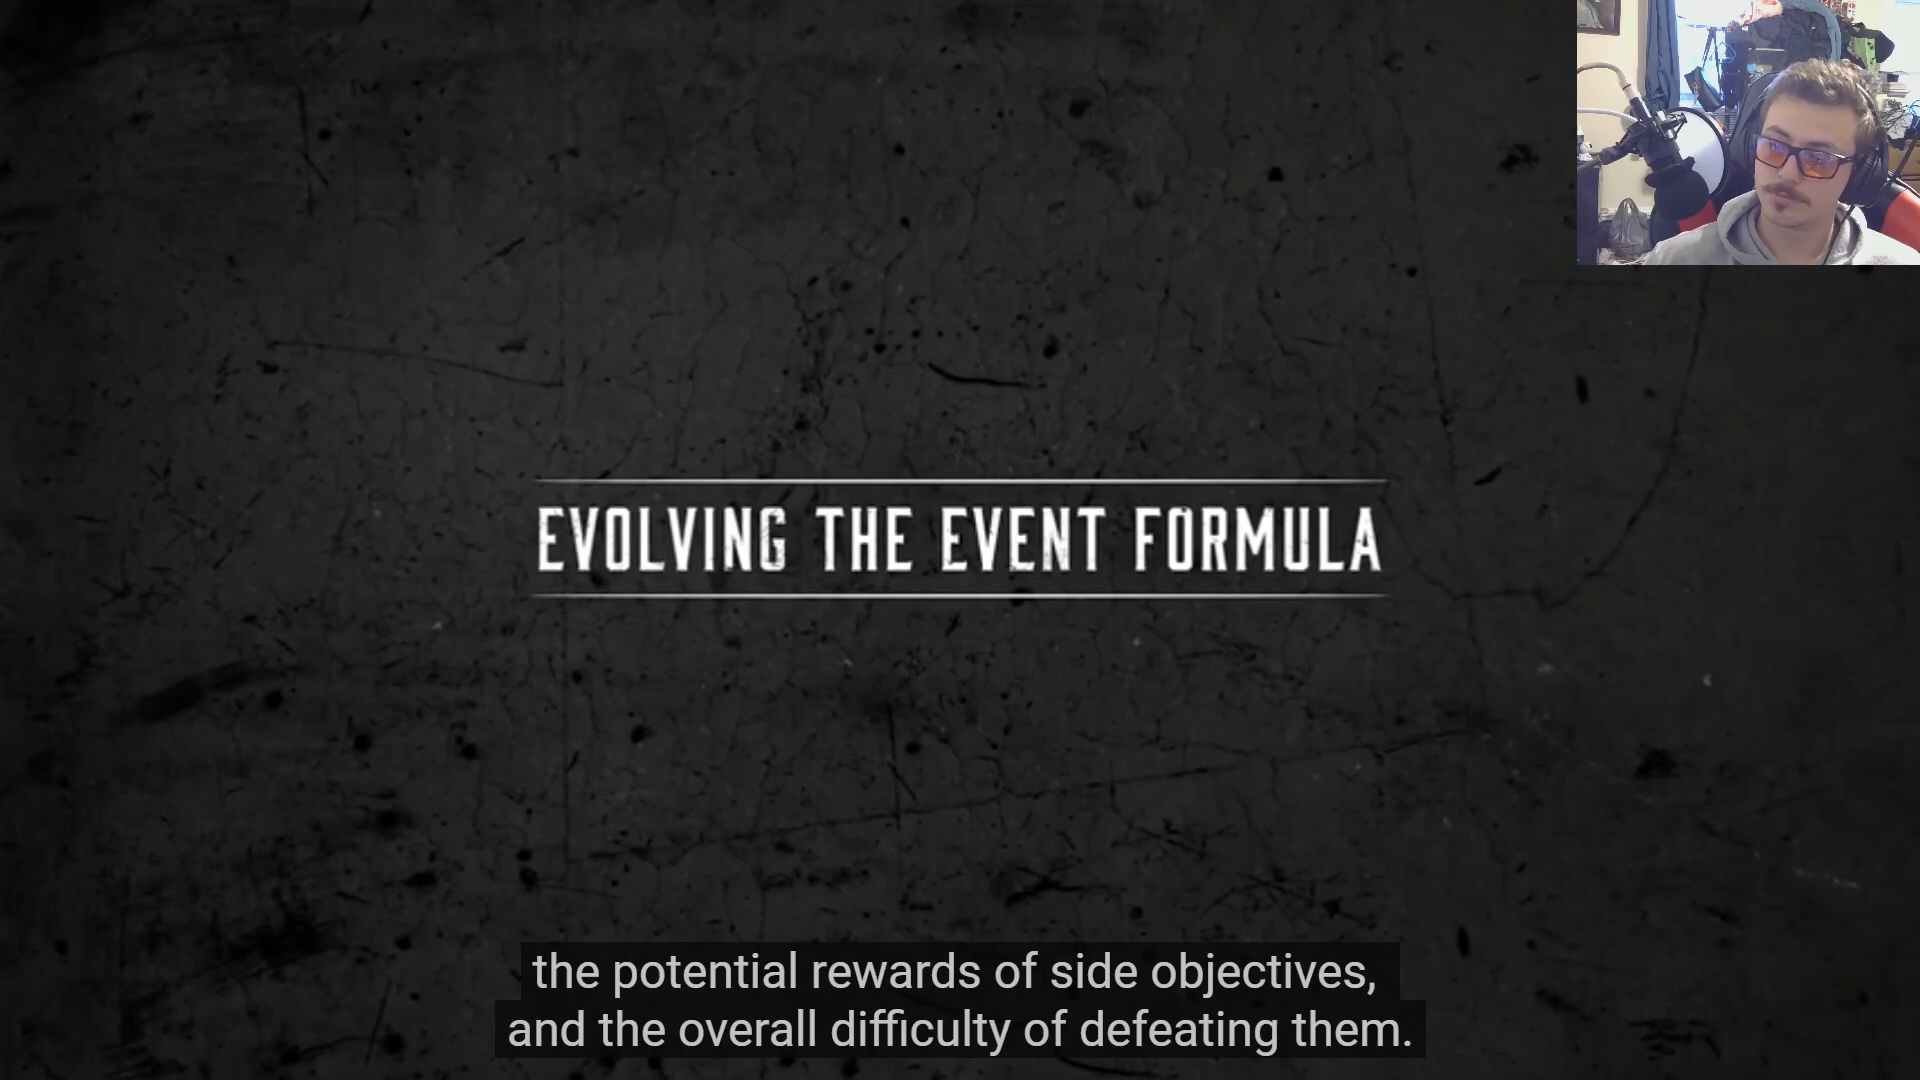 EVOLVING THE EVENT FORMULA
the potential rewards of side objectives,
and the overall difficulty of defeating them.